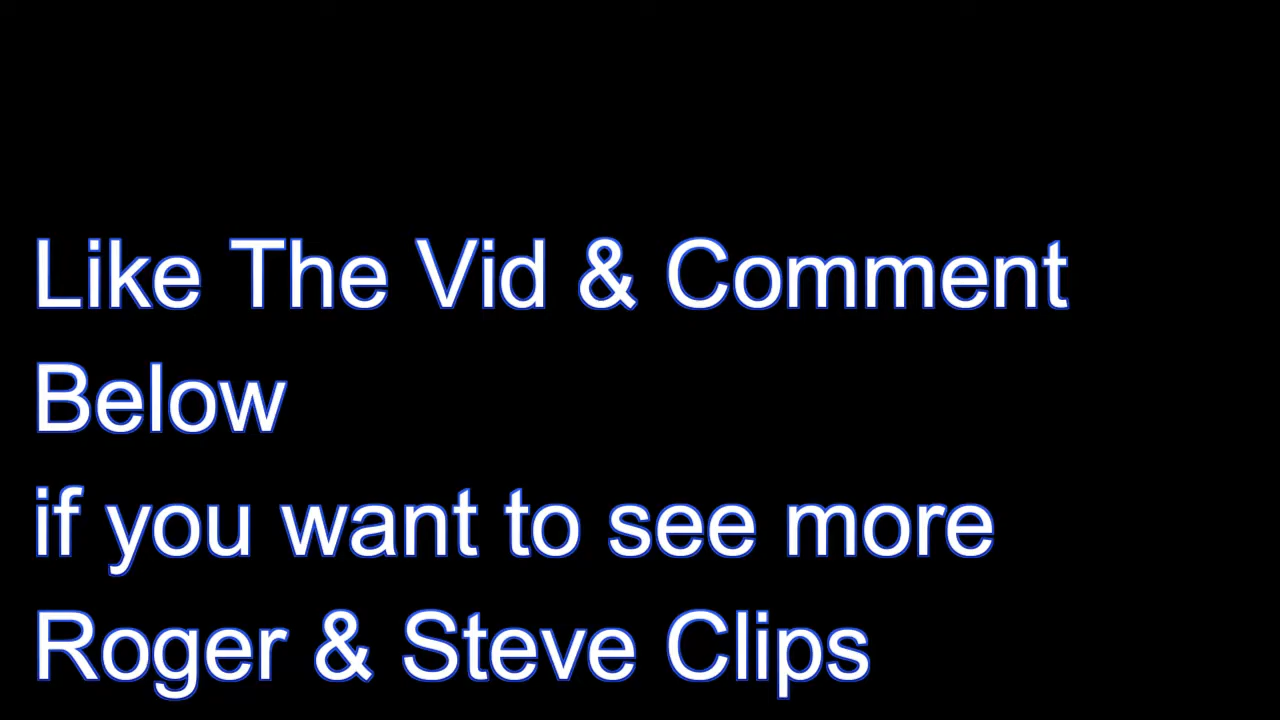 Like The Vid & Comment
Below
if you want to see more
Roger & Steve Clips